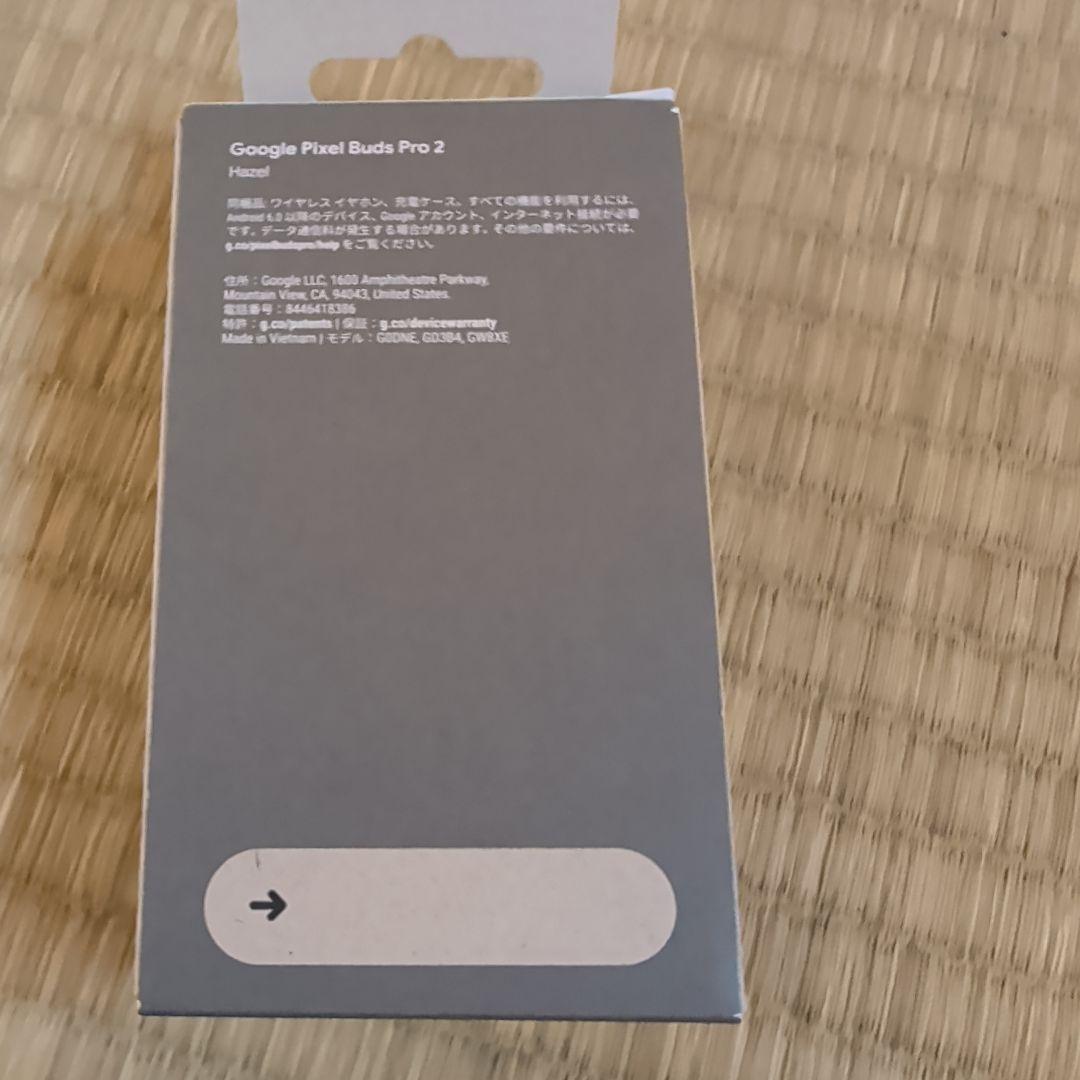 Google Pixel Buds Pro 2
Hazel
同梱品: ワイヤレス イヤホン、充電ケース。すべての機能を利用するには、
Android 6.0 以降のデバイス、Google アカウント、インターネット接続が必要
です。データ通信料が発生する場合があります。その他の要件については、
g.co/pixelbudspro/help をご覧ください。
住所：Google LLC, 1600 Amphitheatre Parkway,
Mountain View, CA, 94043, United States.
電話番号：8446418386
特許：g.co/patents | 保証：g.co/devicewarranty
Made in Vietnam | モデル：G0DNE, GD3B4, GWBXE